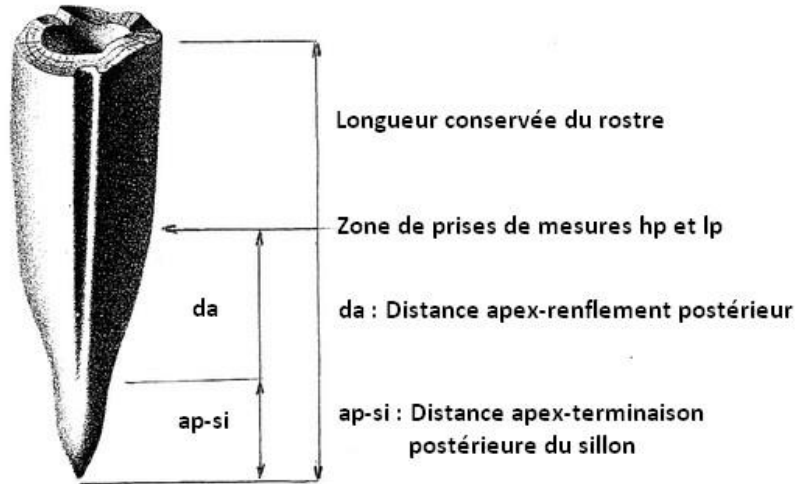 Longueur conservée du rostre
Zone de prises de mesures hp et lp
da
da : Distance apex-renflement postérieur
ap-si
ap-si : Distance apex-terminaison
postérieure du sillon